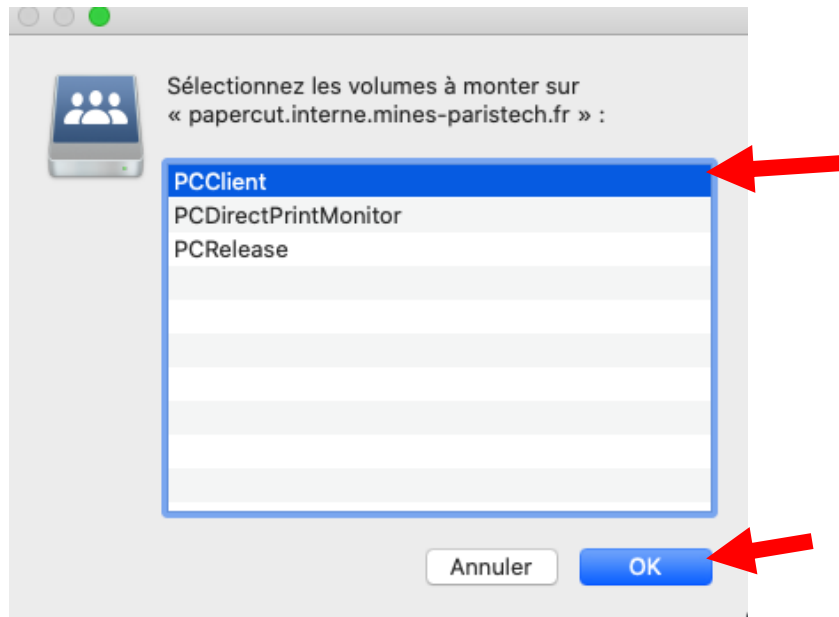 Sélectionnez les volumes à monter sur
« papercut.interne.mines-paristech.fr » :
PCClient
PCDirectPrintMonitor
PCRelease
Annuler
OK